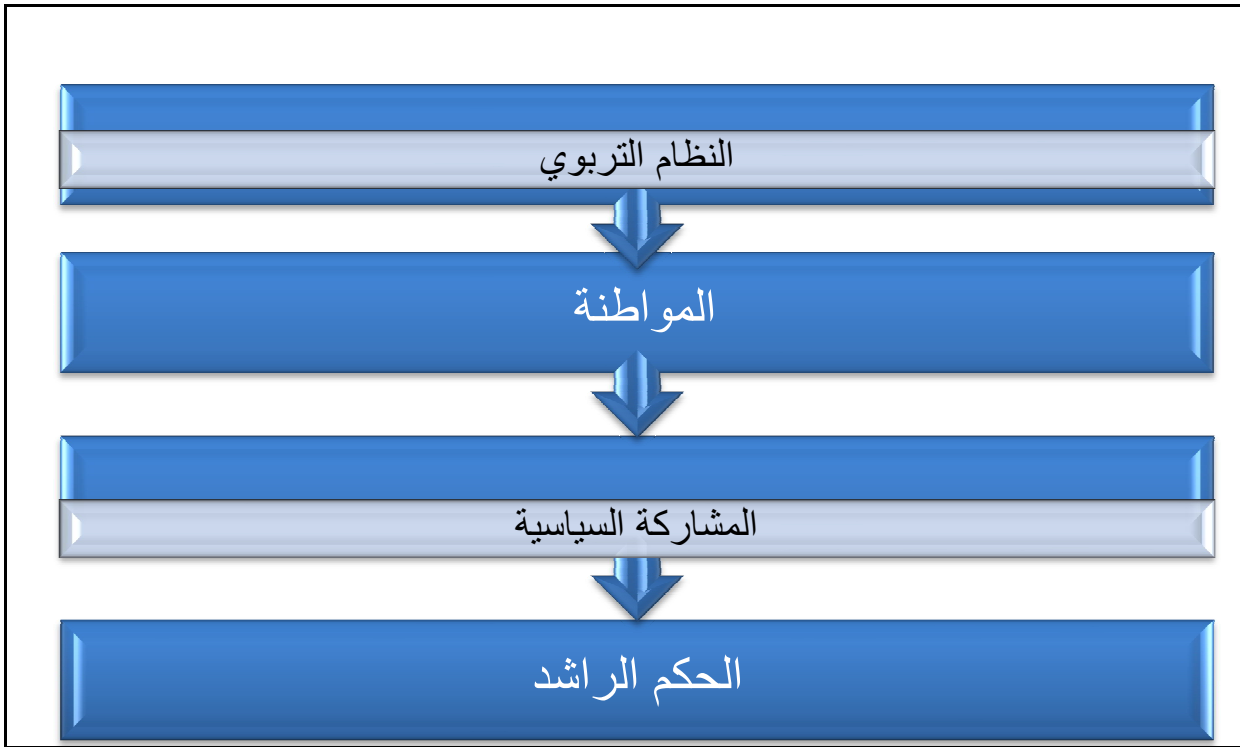 النظام التربوي
المواطنة
المشاركة السياسية
الحكم الراشد